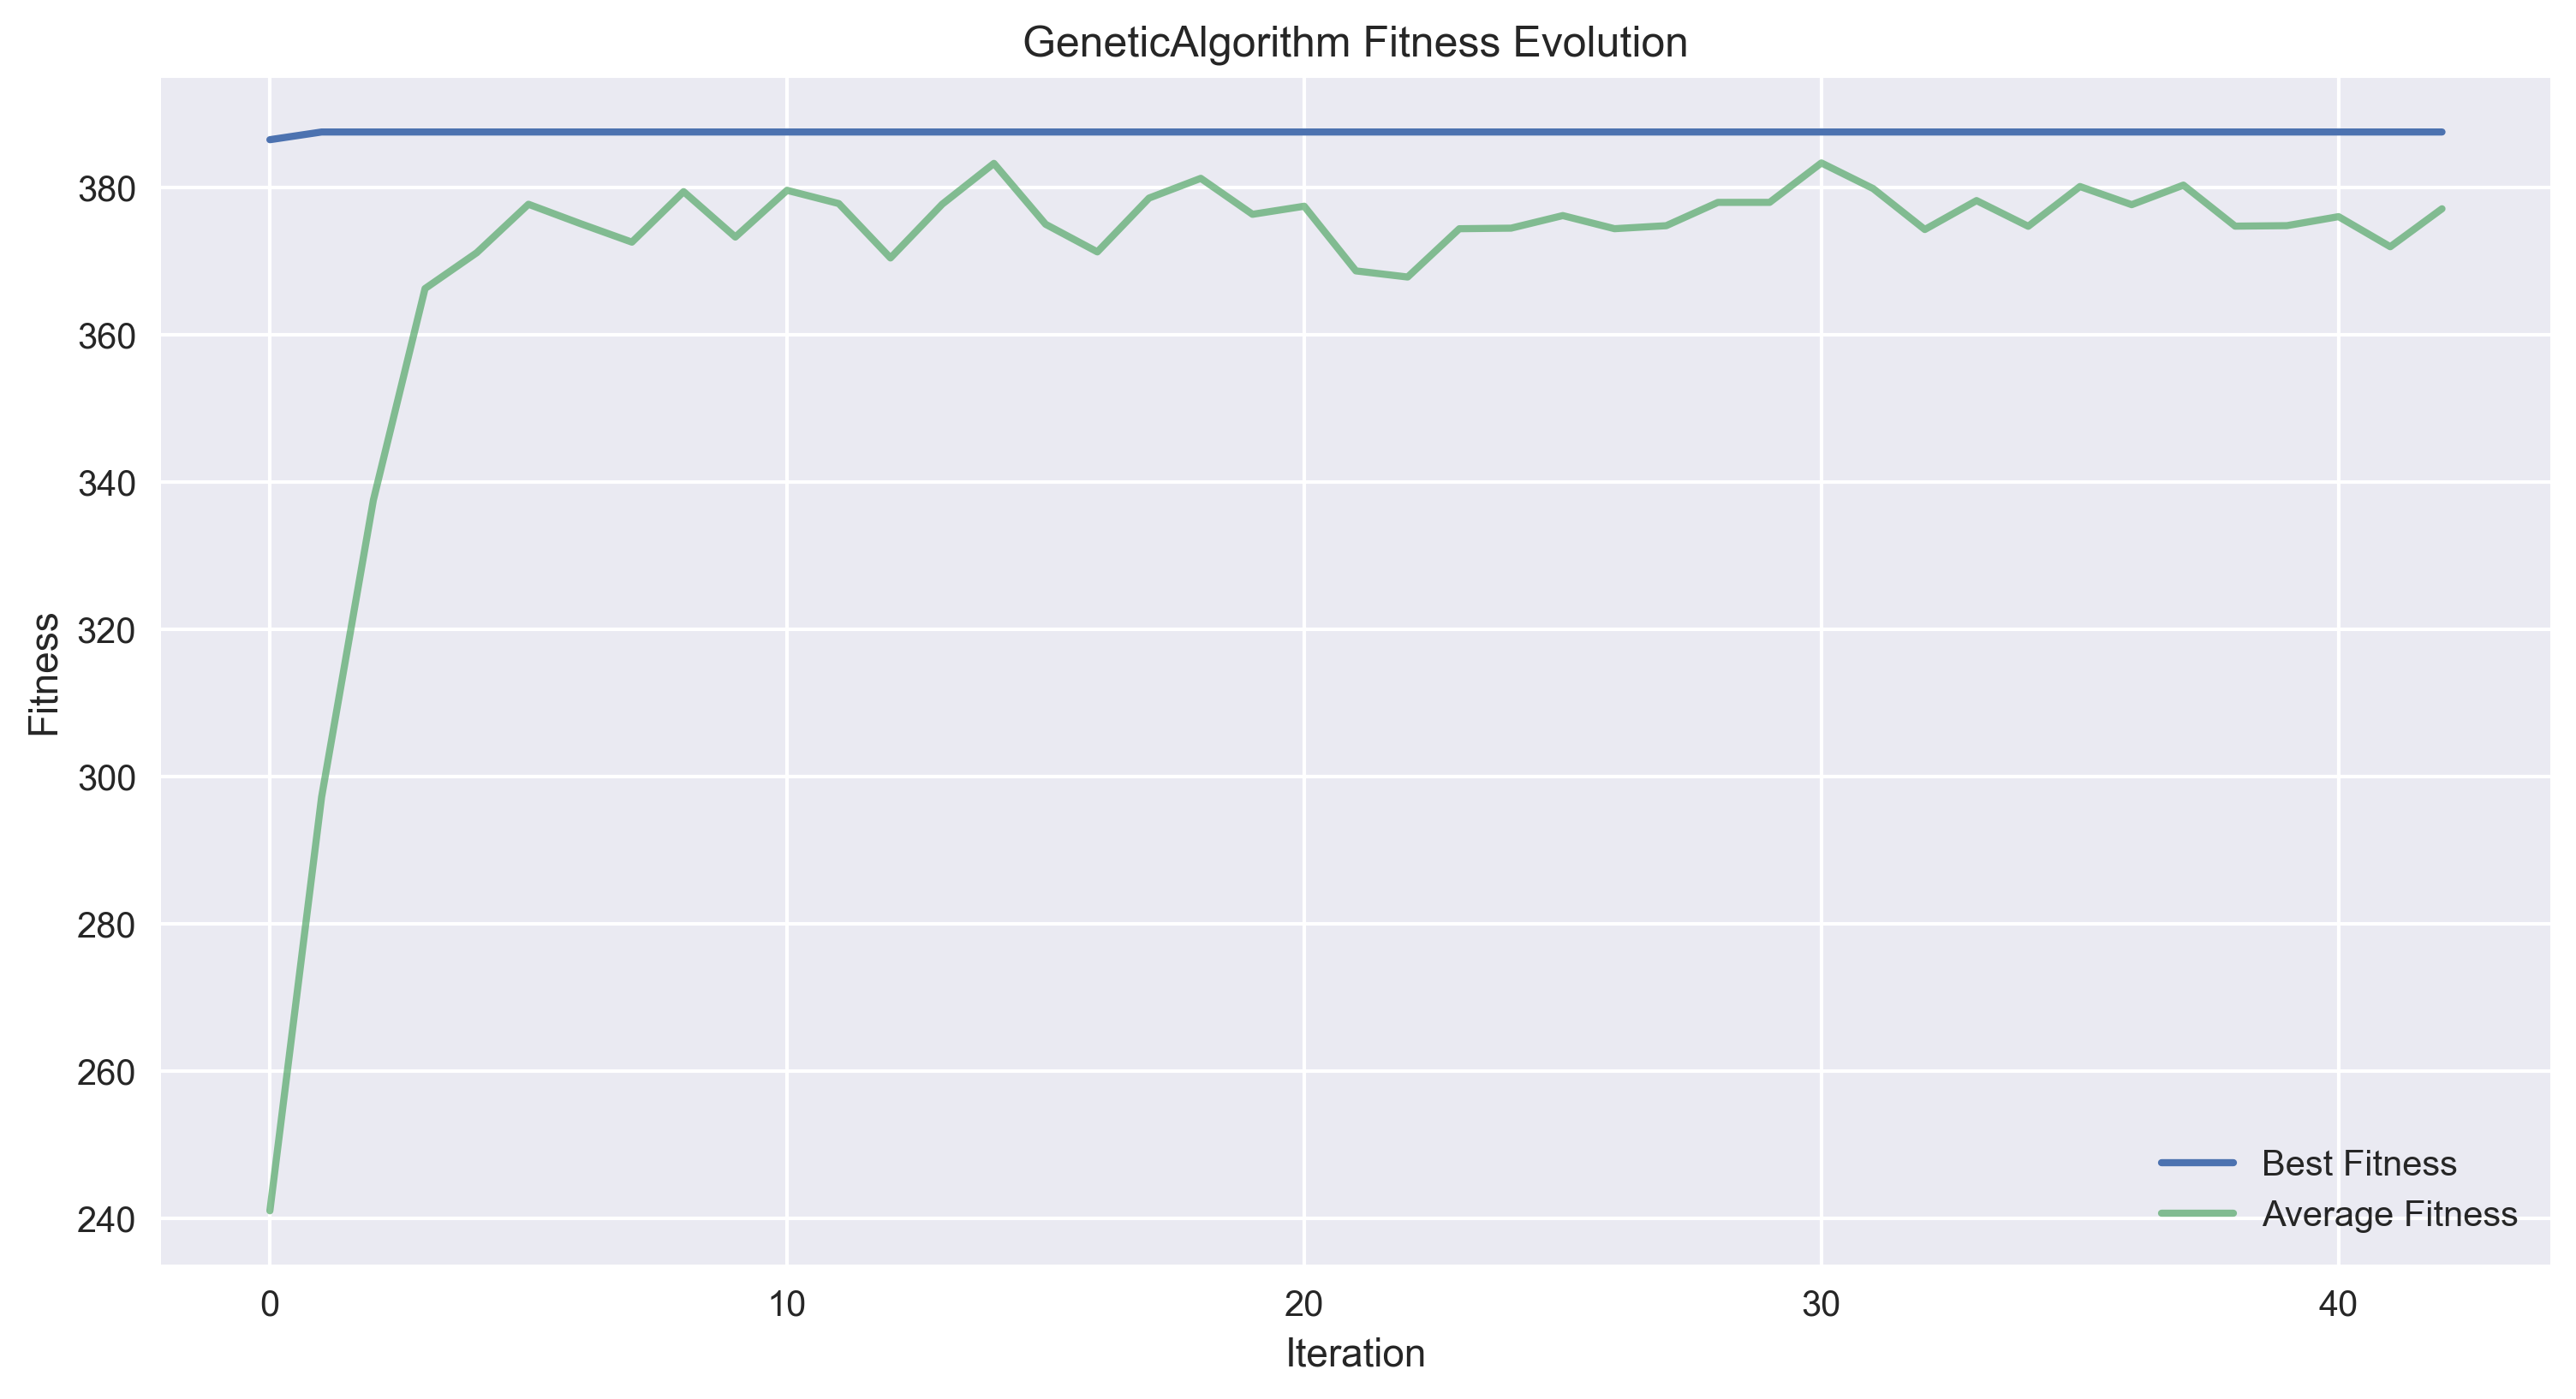 GeneticAlgorithm Fitness Evolution
Fitness
380
360
340
320
300
280
260
240
Best Fitness
Average Fitness
0 10 20 30 40
Iteration